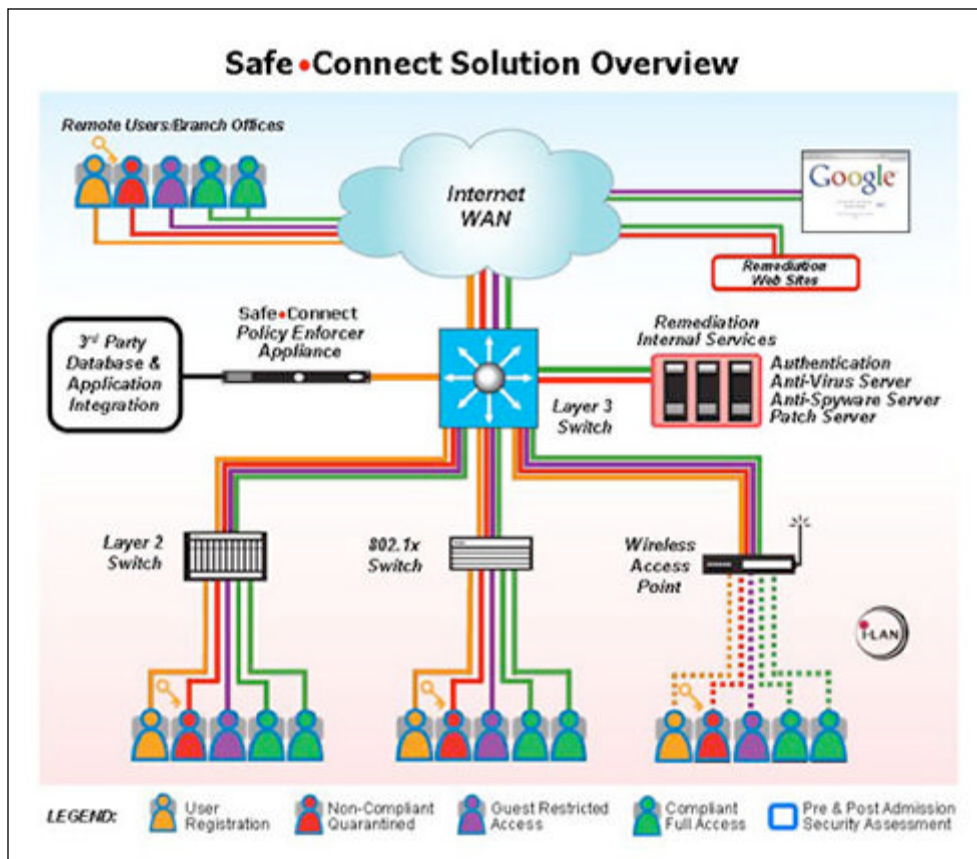 Safe•Connect Solution Overview
Remote Users/Branch Offices
Internet
WAN
Google
Remediation
Web Sites
3rd Party
Database &
Application
Integration
Safe•Connect
Policy Enforcer
Appliance
Layer 3
Switch
Remediation
Internal Services
Authentication
Anti-Virus Server
Anti-Spyware Server
Patch Server
Layer 2
Switch
802.1x
Switch
Wireless
Access
Point
i-LAN
LEGEND:
User
Registration
Non-Compliant
Quarantined
Guest Restricted
Access
Compliant
Full Access
Pre & Post Admission
Security Assessment